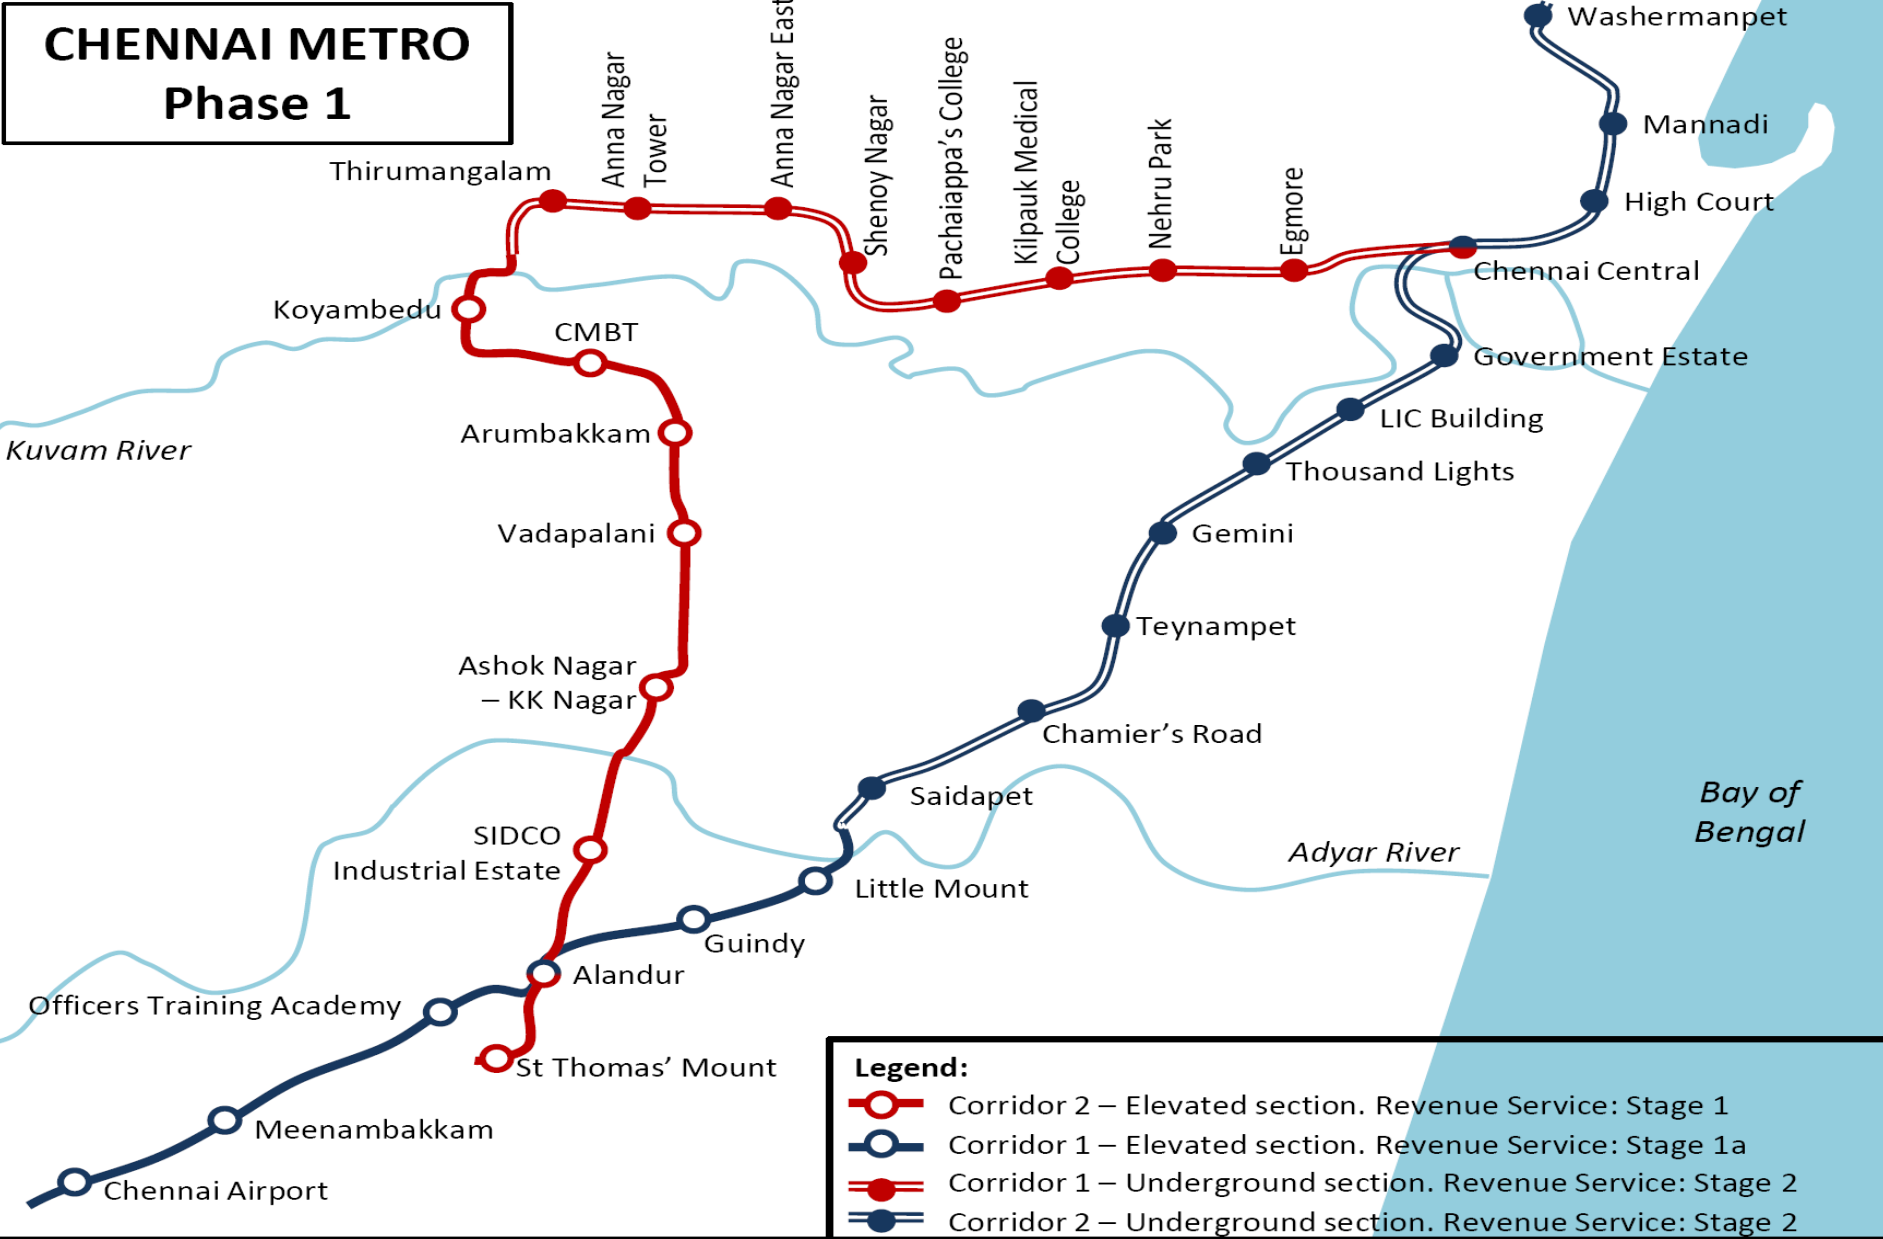 CHENNAI METRO
Phase 1
Washermanpet
Mannadi
High Court
Chennai Central
Thirumangalam
Anna Nagar
Tower
Anna Nagar East
Shenoy Nagar
Pachaiappa’s College
Kilpauk Medical
College
Nehru Park
Egmore
Koyambedu
CMBT
Government Estate
LIC Building
Kuvam River
Arumbakkam
Thousand Lights
Vadapalani
Gemini
Teynampet
Ashok Nagar
– KK Nagar
Chamier’s Road
Saidapet
Bay of
Bengal
SIDCO
Industrial Estate
Adyar River
Little Mount
Guindy
Alandur
Officers Training Academy
St Thomas’ Mount
Meenambakkam
Chennai Airport
Legend:
Corridor 2 – Elevated section. Revenue Service: Stage 1
Corridor 1 – Elevated section. Revenue Service: Stage 1a
Corridor 1 – Underground section. Revenue Service: Stage 2
Corridor 2 – Underground section. Revenue Service: Stage 2